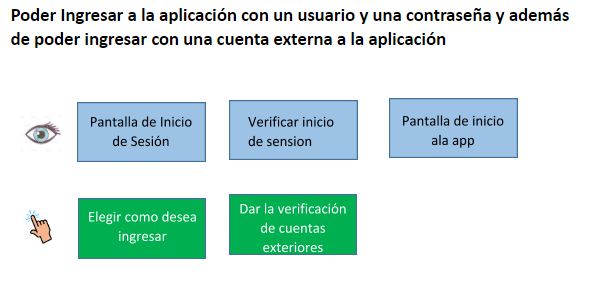 Poder Ingresar a la aplicación con un usuario y una contraseña y además
de poder ingresar con una cuenta externa a la aplicación
Pantalla de Inicio
de Sesión
Verificar inicio
de sension
Pantalla de inicio
ala app
Elegir como desea
ingresar
Dar la verificación
de cuentas
exteriores